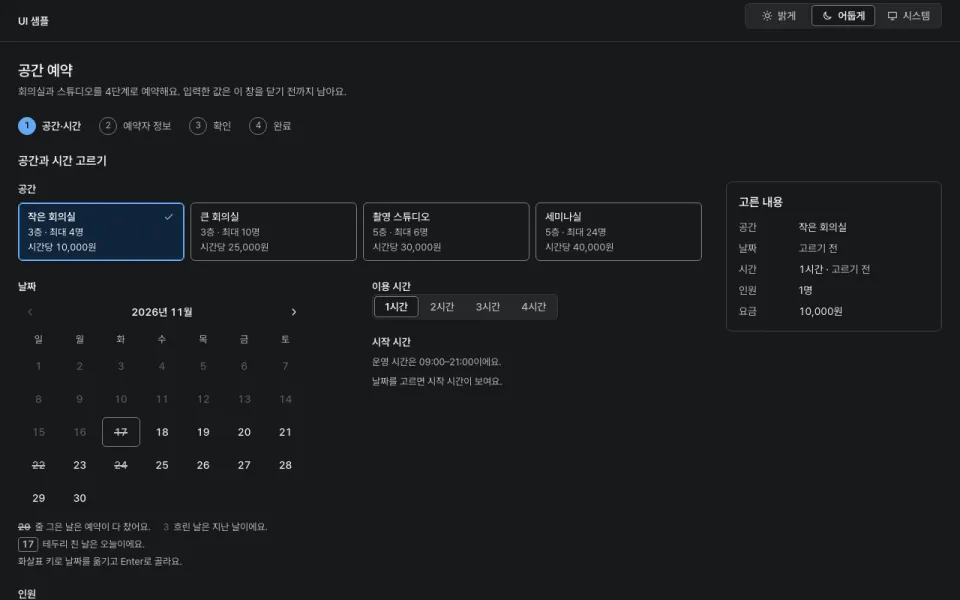 UI 샘플
밝게
어둡게
시스템
공간 예약
회의실과 스튜디오를 4단계로 예약해요. 입력한 값은 이 창을 닫기 전까지 남아요.
1 공간·시간
2 예약자 정보
3 확인
4 완료
공간과 시간 고르기
공간
작은 회의실
3층 · 최대 4명
시간당 10,000원
큰 회의실
3층 · 최대 10명
시간당 25,000원
촬영 스튜디오
5층 · 최대 6명
시간당 30,000원
세미나실
5층 · 최대 24명
시간당 40,000원
날짜
2026년 11월
일 월 화 수 목 금 토
1 2 3 4 5 6 7
8 9 10 11 12 13 14
15 16 17 18 19 20 21
22 23 24 25 26 27 28
29 30
20 줄 그은 날은 예약이 다 찼어요. 3 흐린 날은 지난 날이에요.
17 테두리 친 날은 오늘이에요.
화살표 키로 날짜를 옮기고 Enter로 골라요.
인원
이용 시간
1시간 2시간 3시간 4시간
시작 시간
운영 시간은 09:00–21:00이에요.
날짜를 고르면 시작 시간이 보여요.
고른 내용
공간 작은 회의실
날짜 고르기 전
시간 1시간 · 고르기 전
인원 1명
요금 10,000원